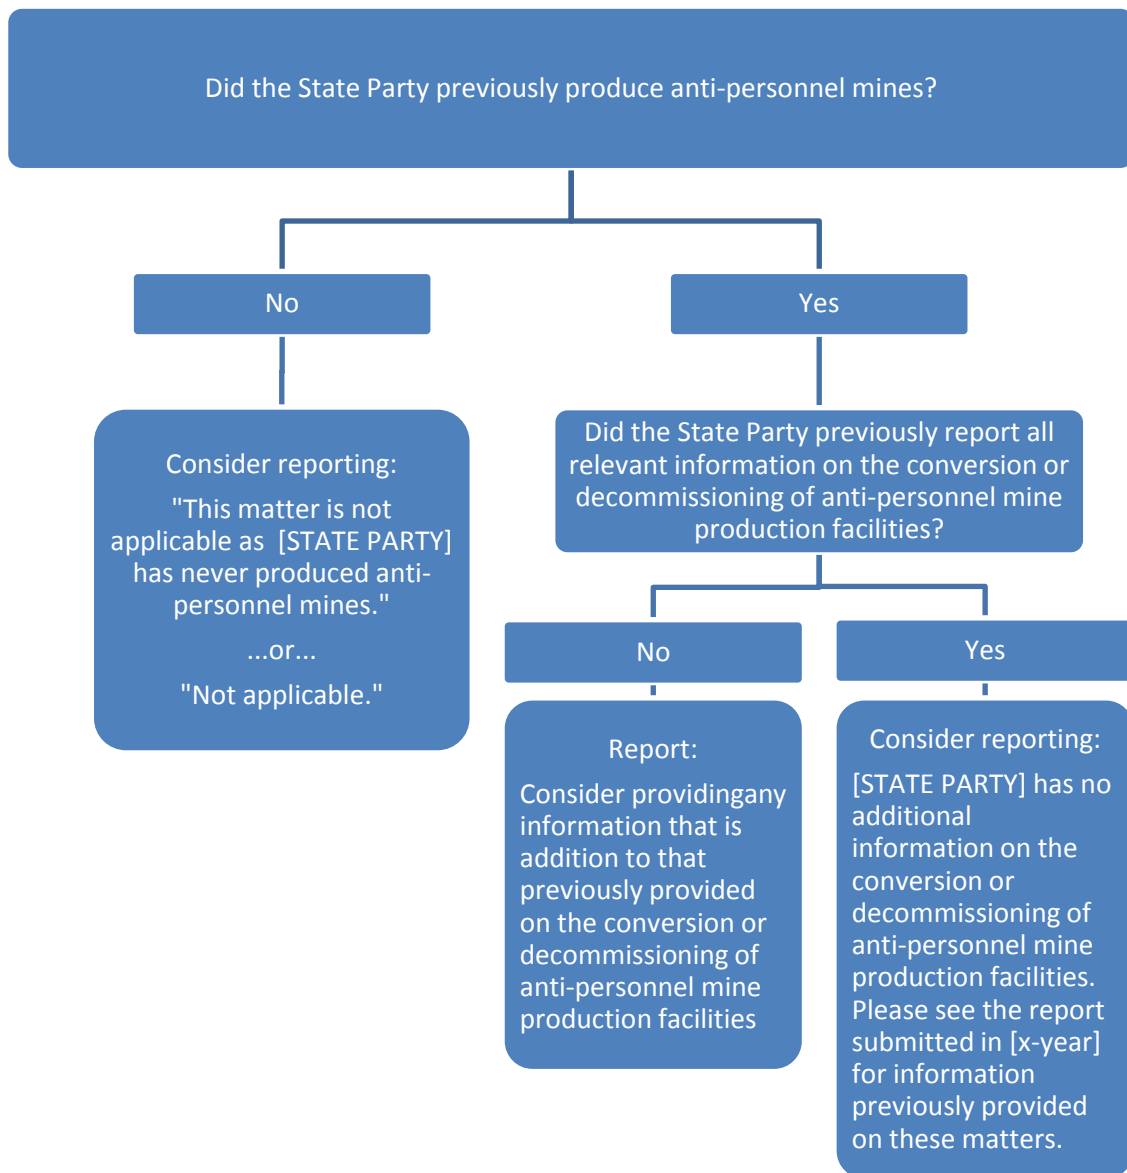 Did the State Party previously produce anti-personnel mines?
No
Yes
Consider reporting:
"This matter is not
applicable as  [STATE PARTY]
has never produced anti-
personnel mines."
...or...
"Not applicable."
Did the State Party previously report all
relevant information on the conversion or
decommissioning of anti-personnel mine
production facilities?
No
Yes
Report:
Consider providingany
information that is
addition to that
previously provided
on the conversion or
decommissioning of
anti-personnel mine
production facilities
Consider reporting:
[STATE PARTY] has no
additional
information on the
conversion or
decommissioning of
anti-personnel mine
production facilities.
Please see the report
submitted in [x-year]
for information
previously provided
on these matters.